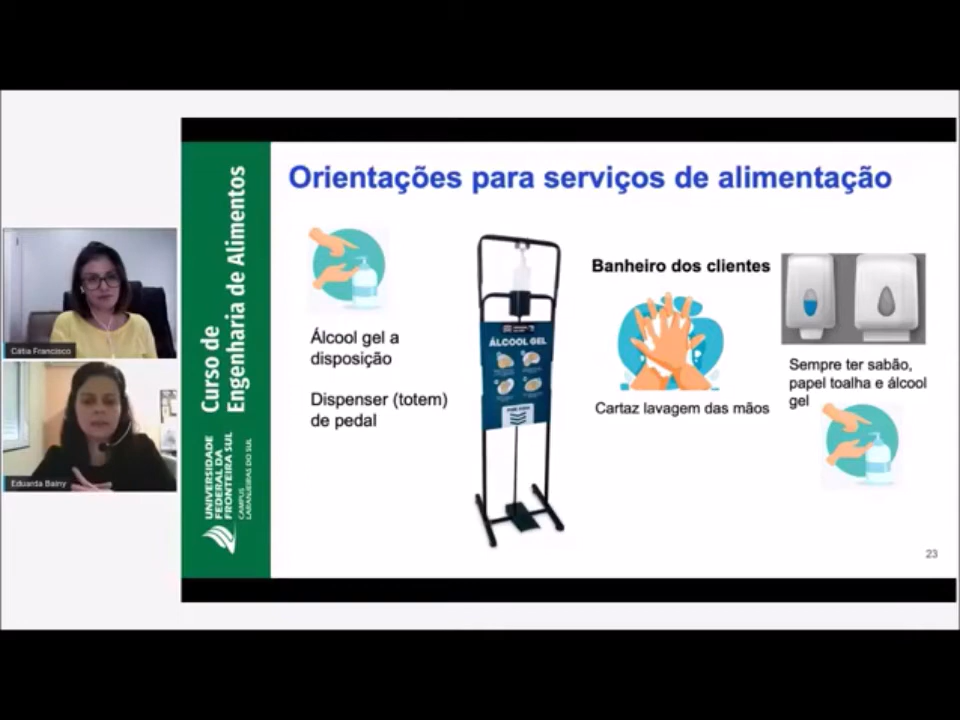 Orientações para serviços de alimentação
Curso de
Engenharia de Alimentos
UNIVERSIDADE
FEDERAL DA
FRONTEIRA SUL
CAMPUS
LARANJEIRAS DO SUL
Álcool gel a
disposição
Dispenser (totem)
de pedal
ÁLCOOL GEL
Banheiro dos clientes
Cartaz lavagem das mãos
Sempre ter sabão,
papel toalha e álcool
gel
23
Cátia Francisco
Eduarda Bainy